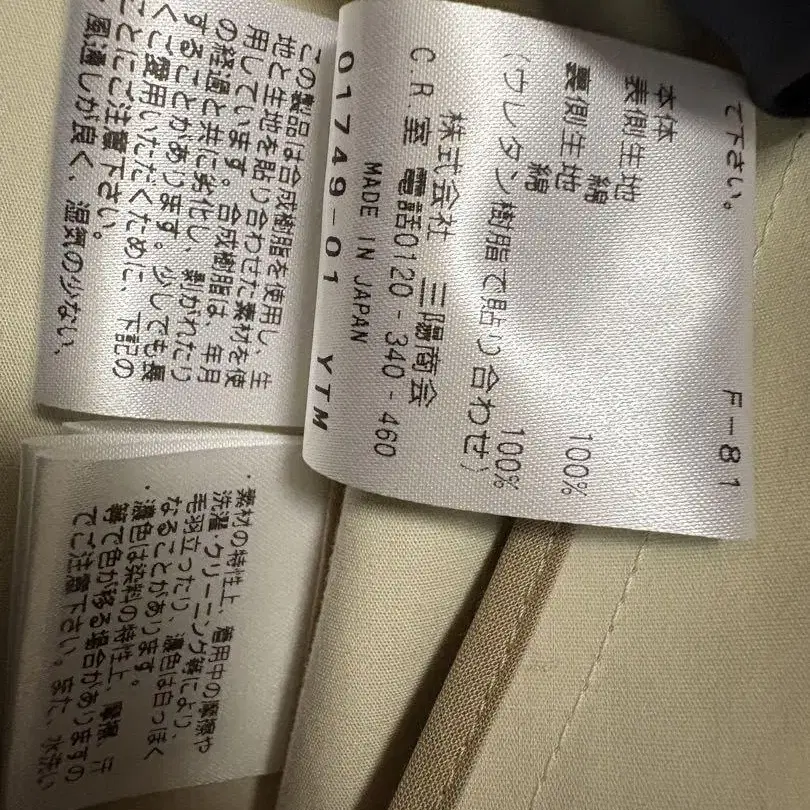 て下さい。 F-81
本体
表側生地
綿 100%
裏側生地
綿 100%
(ウレタン樹脂で貼り合わせ)
株式会社 三陽商会
C.R.室 電話0120-340-460
MADE IN JAPAN
01749-01 YTM
この製品は合成樹脂を使用し、生
地と生地を貼り合わせた素材を使
用しています。合成樹脂は、年月
の経過と共に劣化し、剝がれたり
することがあります。少しでも長
くご愛用いただくために、下記の
ことにご注意下さい。
風通しが良く、湿気の少ない、
・素材の特性上、着用中の摩擦や
洗濯・クリーニング等により、
毛羽立ったり、濃色は白っぽく
なることがあります。
・濃色は染料の特性上、摩擦、汗
等で色が移る場合がありますの
でご注意下さい。また、水洗い